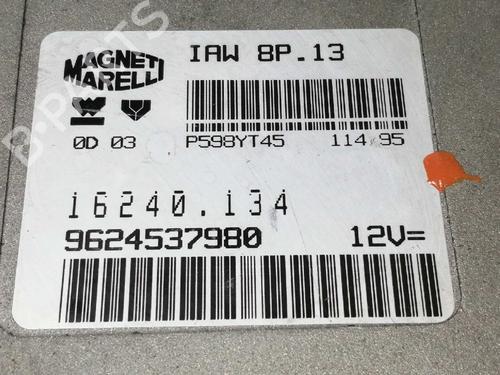 MAGNETI
MARELLI
IAW 8P.13
0D 03
P598YT45 114 95
16240.134
9624537980 12V=
B-PARTS